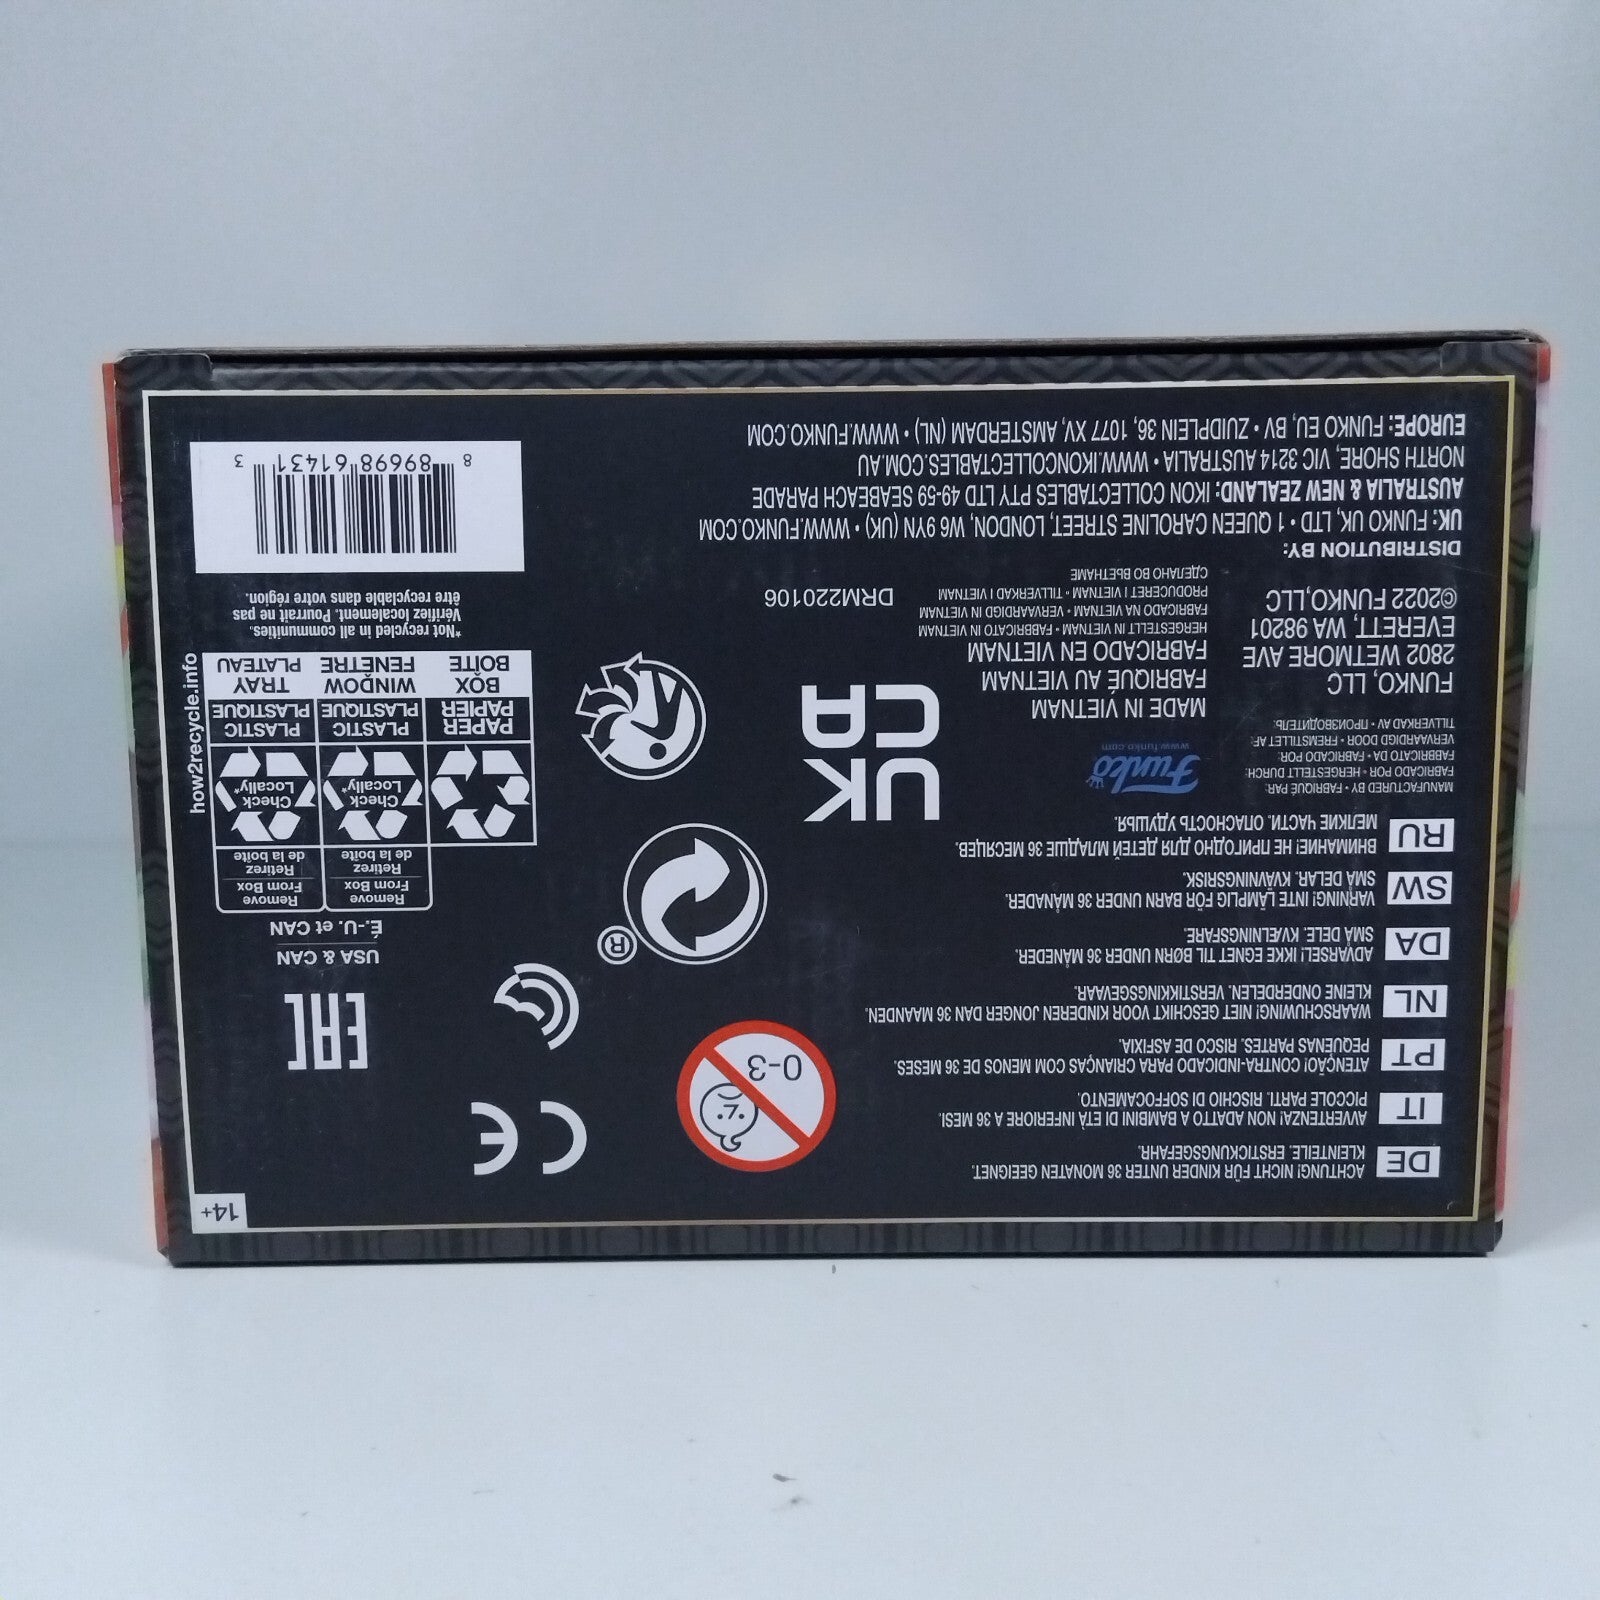 14+
DE
ACHTUNG! NICHT FÜR KINDER UNTER 36 MONATEN GEEIGNET.
KLEINTEILE. ERSTICKUNGSGEFAHR.
IT
AVVERTENZA! NON ADATTO A BAMBINI DI ETÀ INFERIORE A 36 MESI.
PICCOLE PARTI. RISCHIO DI SOFFOCAMENTO.
PT
ATENÇÃO! CONTRA-INDICADO PARA CRIANÇAS COM MENOS DE 36 MESES.
PEQUENAS PARTES. RISCO DE ASFIXIA.
NL
WAARSCHUWING! NIET GESCHIKT VOOR KINDEREN JONGER DAN 36 MAANDEN.
KLEINE ONDERDELEN. VERSTIKKINGSGEVAAR.
DA
ADVARSEL! IKKE EGNET TIL BØRN UNDER 36 MÅNEDER.
SMÅ DELE. KVÆLNINGSFARE.
SW
VARNING! INTE LÄMPLIG FÖR BARN UNDER 36 MÅNADER.
SMÅ DELAR. KVÄVNINGSRISK.
RU
ВНИМАНИЕ! НЕ ПРИГОДНО ДЛЯ ДЕТЕЙ МЛАДШЕ 36 МЕСЯЦЕВ.
МЕЛКИЕ ЧАСТИ. ОПАСНОСТЬ УДУШЬЯ.
MANUFACTURED BY • FABRIQUÉ PAR:
FABRICADO POR • HERGESTELLT DURCH:
FABBRICATO DA • FABRICADO POR:
VERVAARDIGD DOOR • FREMSTILLET AF:
TILLVERKAD AV • ПРОИЗВОДИТЕЛЬ:
FUNKO, LLC
2802 WETMORE AVE
EVERETT, WA 98201
©2022 FUNKO,LLC
Funko
www.funko.com
MADE IN VIETNAM
FABRIQUÉ AU VIETNAM
FABRICADO EN VIETNAM
HERGESTELLT IN VIETNAM • FABBRICATO IN VIETNAM
FABRICADO NA VIETNAM • VERVAARDIGD IN VIETNAM
PRODUCERET I VIETNAM • TILLVERKAD I VIETNAM
СДЕЛАНО ВО ВЬЕТНАМЕ
DRM220106
DISTRIBUTION BY:
UK: FUNKO UK, LTD • 1 QUEEN CAROLINE STREET, LONDON, W6 9YN (UK) • WWW.FUNKO.COM
AUSTRALIA & NEW ZEALAND: IKON COLLECTABLES PTY LTD 49-59 SEABEACH PARADE
NORTH SHORE, VIC 3214 AUSTRALIA • WWW.IKONCOLLECTABLES.COM.AU
EUROPE: FUNKO EU, BV • ZUIDPLEIN 36, 1077 XV, AMSTERDAM (NL) • WWW.FUNKO.COM
0-3
CE
®
UK
CA
EAC
USA & CAN
É.-U. et CAN
Remove
From Box
Retirez
de la boîte
Remove
From Box
Retirez
de la boîte
Check
Locally*
Check
Locally*
PAPER
PAPIER
PLASTIC
PLASTIQUE
PLASTIC
PLASTIQUE
BOX
BOÎTE
WINDOW
FENÊTRE
TRAY
PLATEAU
how2recycle.info
*Not recycled in all communities.
Vérifiez localement. Pourrait ne pas
être recyclable dans votre région.
8 89698 61431 3